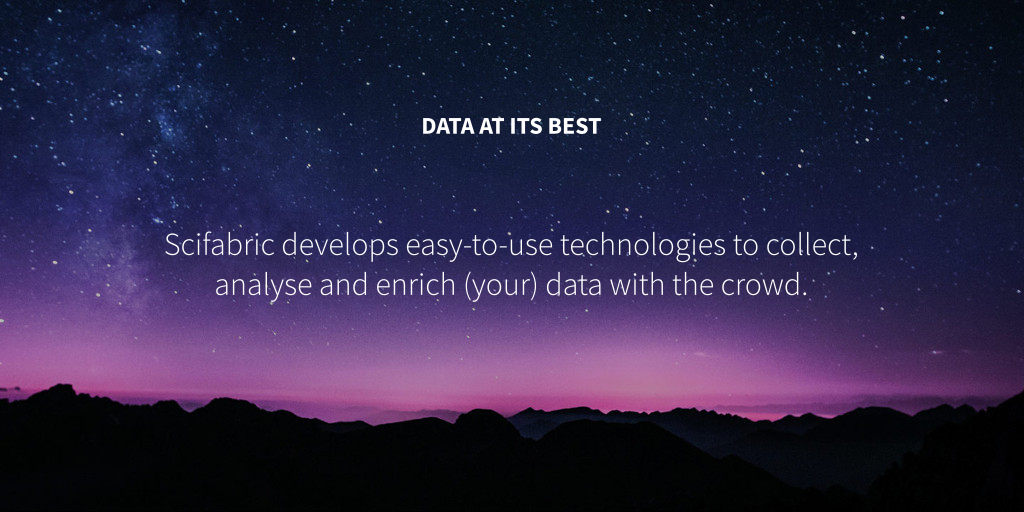 DATA AT ITS BEST
Scifabric develops easy-to-use technologies to collect,
analyse and enrich (your) data with the crowd.